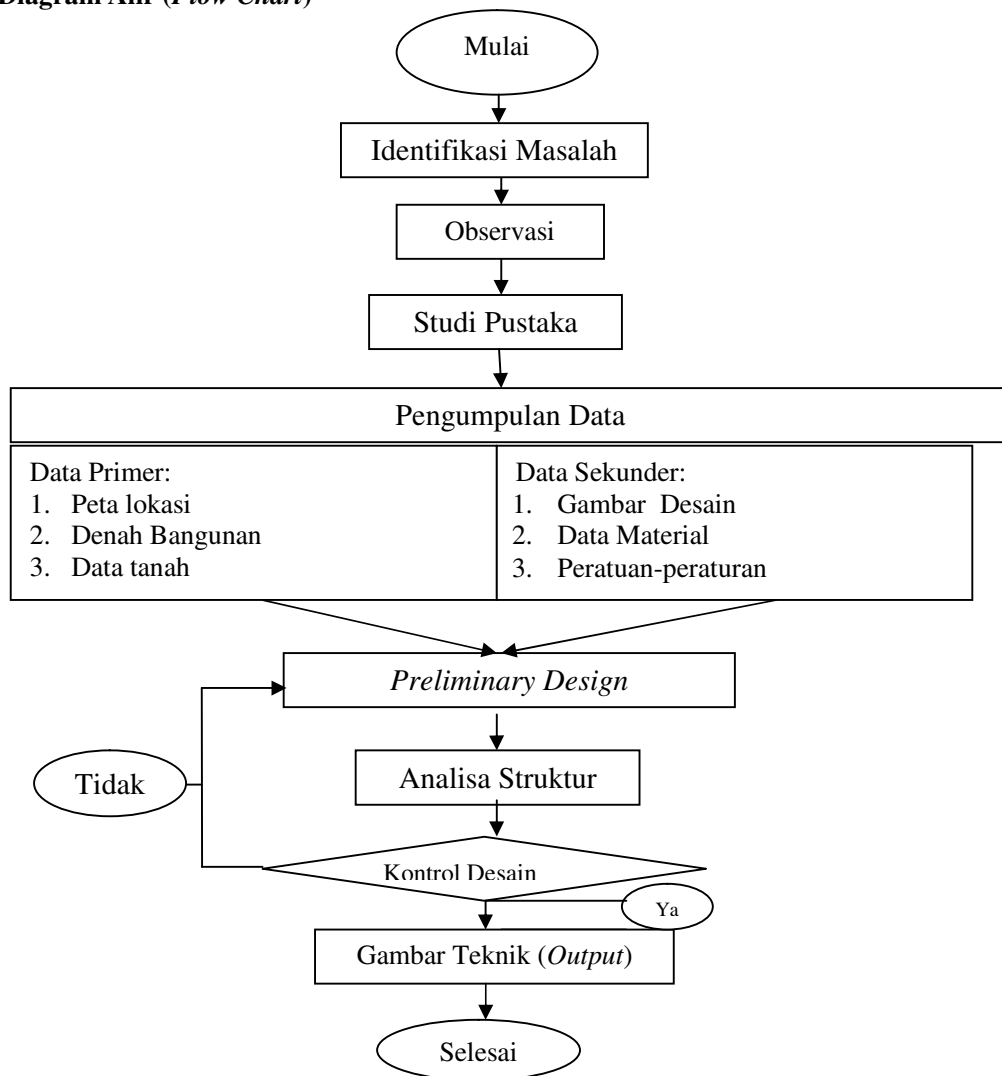 Diagram Alir (Flow Chart)
Mulai
Identifikasi Masalah
Observasi
Studi Pustaka
Pengumpulan Data
Data Primer:
1. Peta lokasi
2. Denah Bangunan
3. Data tanah
Data Sekunder:
1. Gambar Desain
2. Data Material
3. Peratuan-peraturan
Preliminary Design
Analisa Struktur
Tidak
Kontrol Desain
Ya
Gambar Teknik (Output)
Selesai